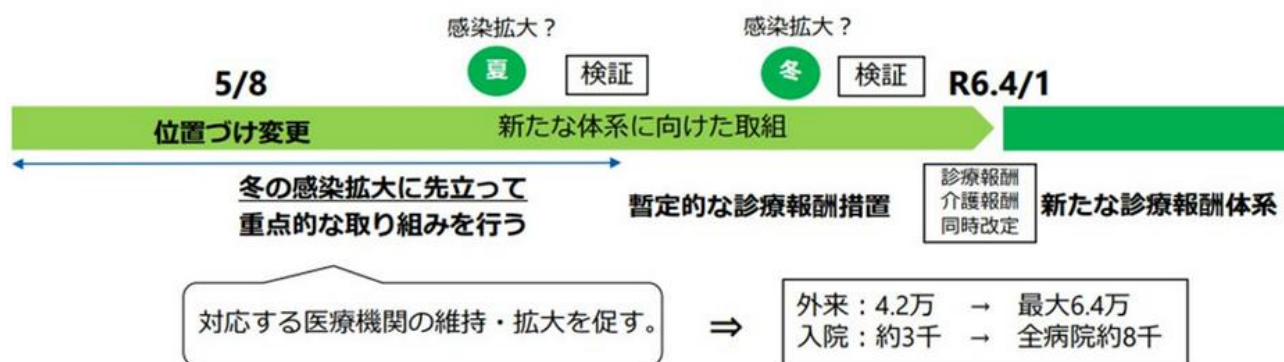 感染拡大？
感染拡大？
夏
検証
冬
検証
5/8
R6.4/1
位置づけ変更
新たな体系に向けた取組
冬の感染拡大に先立って
重点的な取り組みを行う
暫定的な診療報酬措置
診療報酬
介護報酬
同時改定
新たな診療報酬体系
対応する医療機関の維持・拡大を促す。
⇒
外来：4.2万　→　最大6.4万
入院：約3千　→　全病院約8千